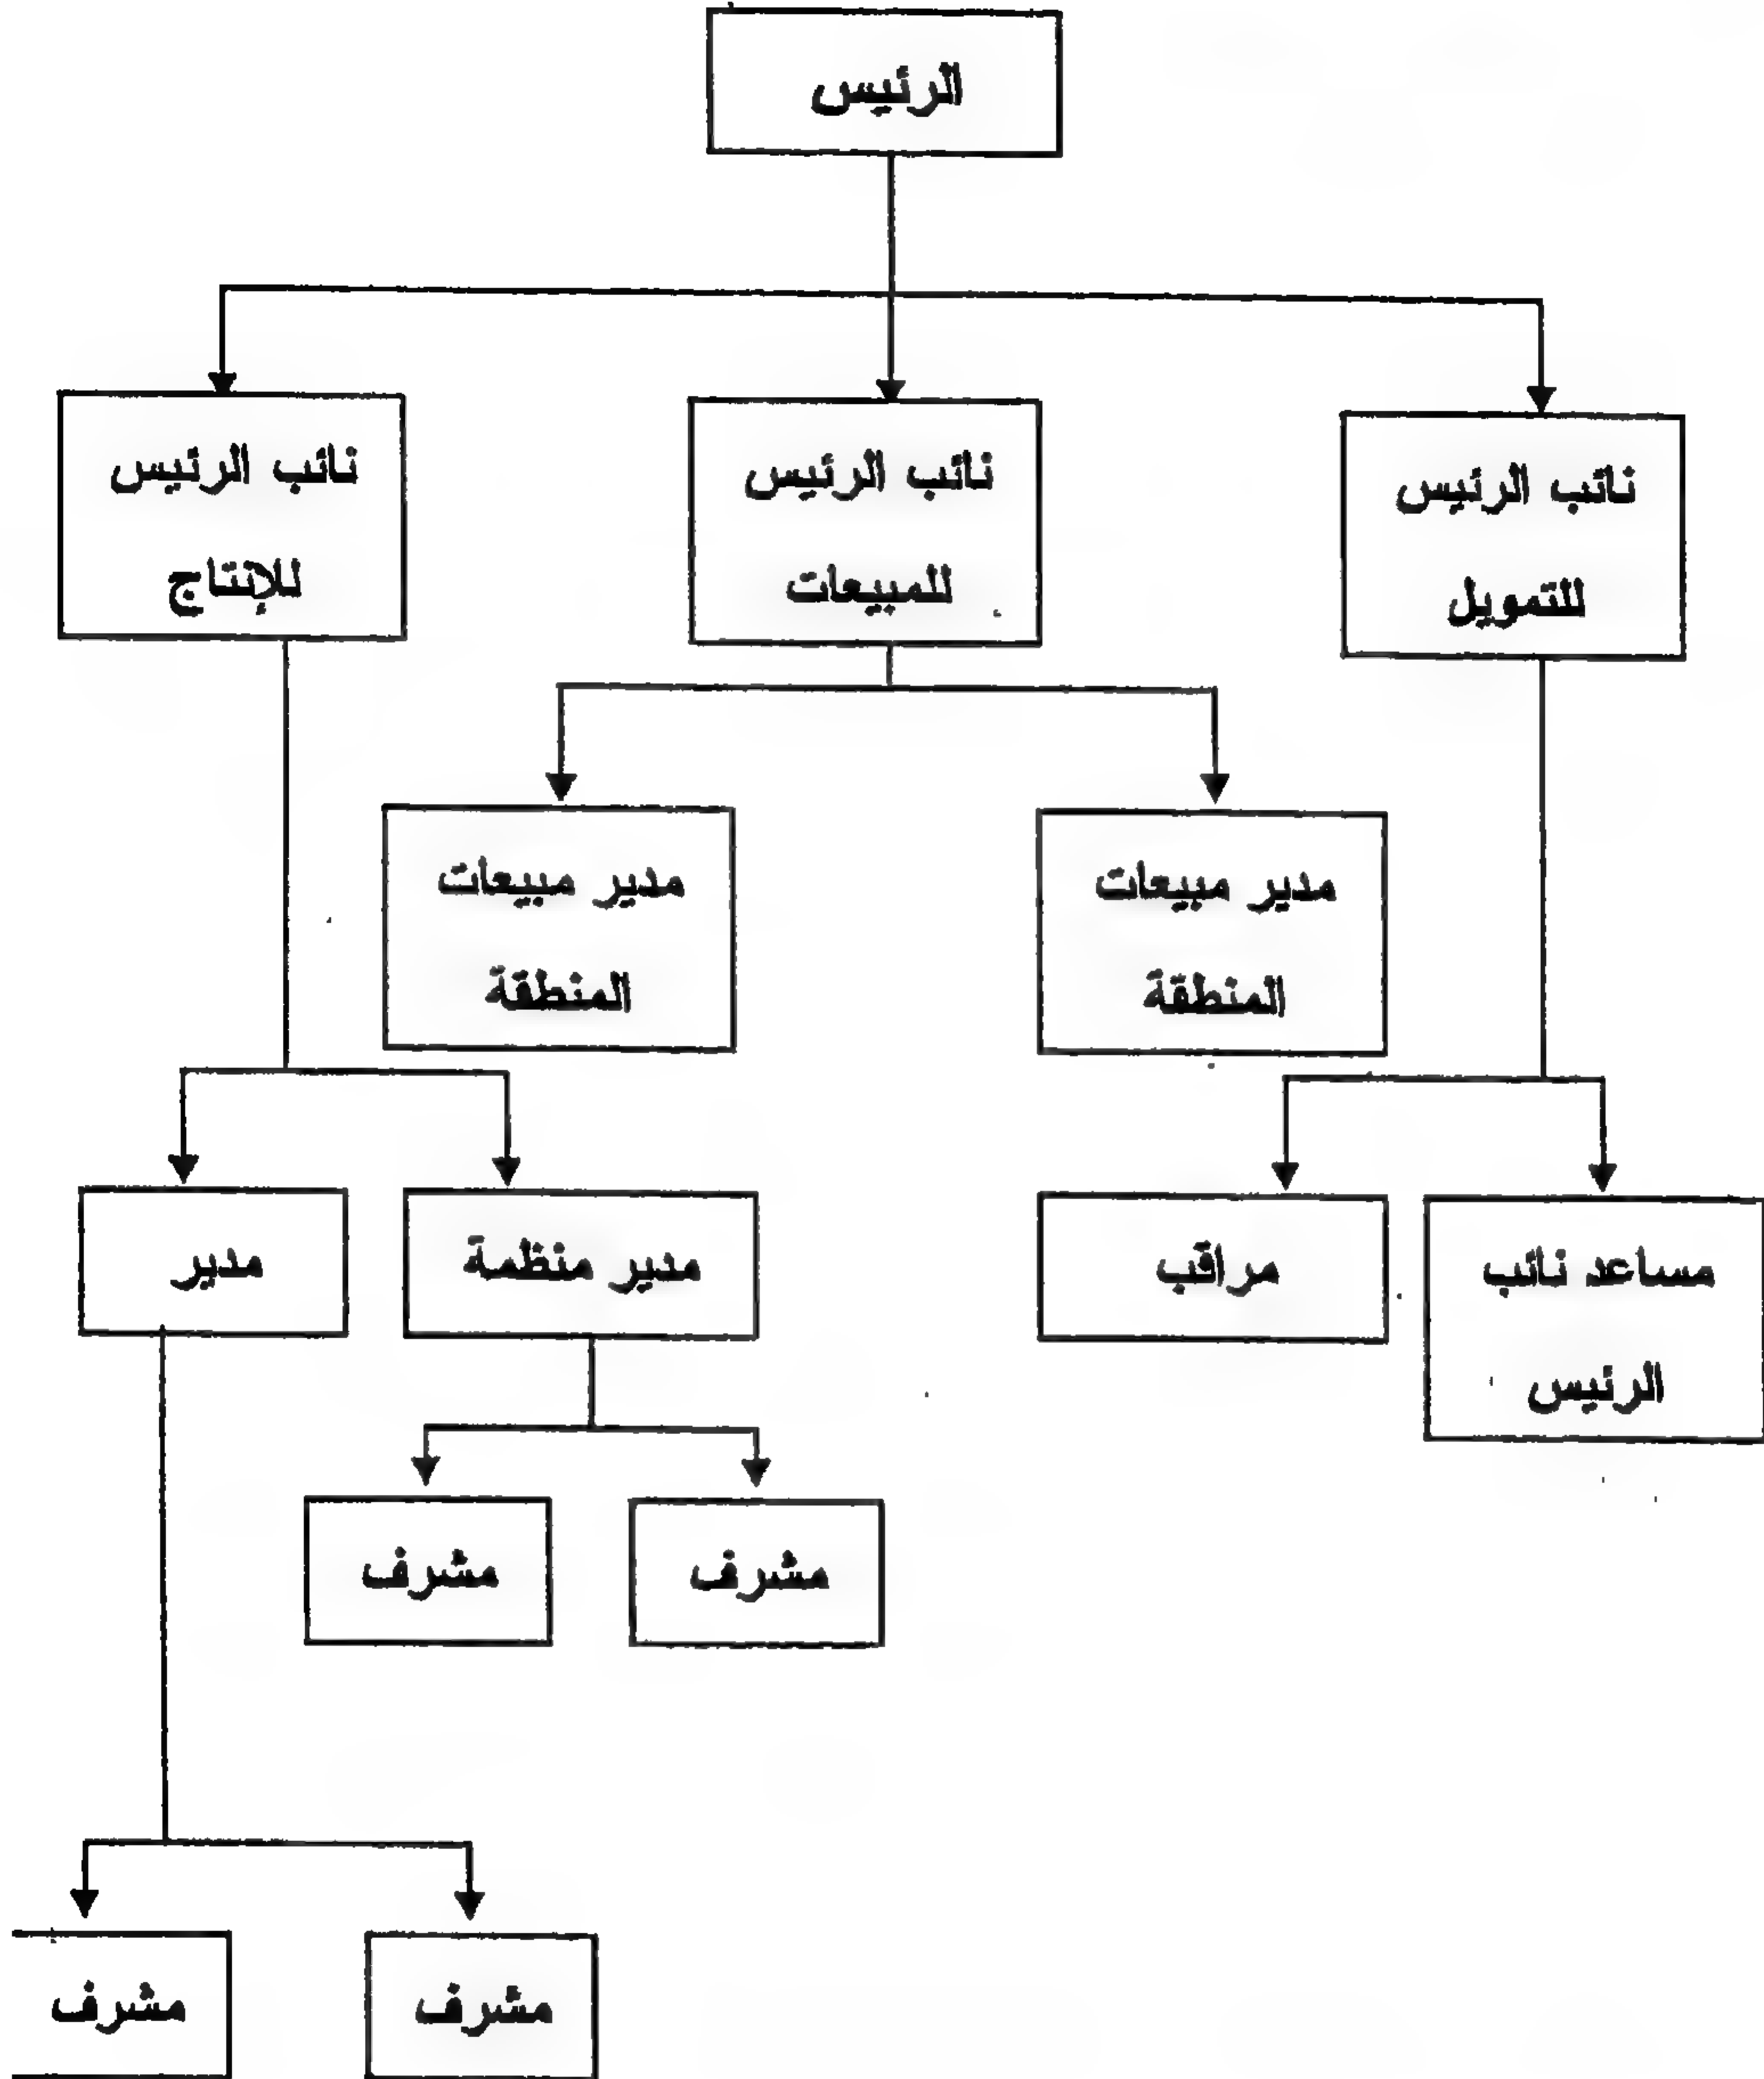 الرئيس
نائب الرئيس
للتمويل
نائب الرئيس
للمبيعات
نائب الرئيس
للإنتاج
مدير مبيعات
المنطقة
مدير مبيعات
المنطقة
مساعد نائب
الرئيس
مراقب
مدير منظمة
مدير
مشرف
مشرف
مشرف
مشرف